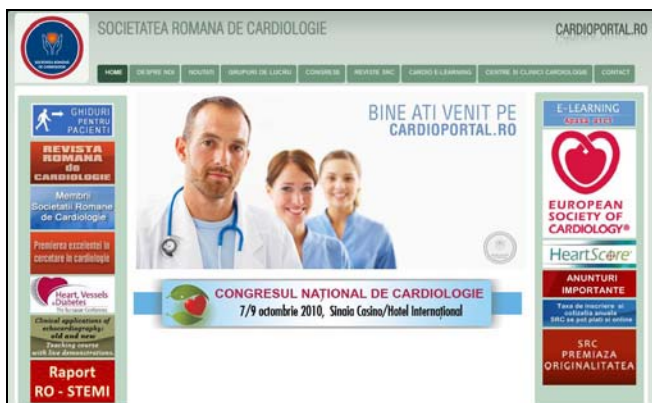 SOCIETATEA ROMANA DE CARDIOLOGIE
CARDIOPORTAL.RO
HOME
DESPRE NOI
NOUTATI
GRUPURI DE LUCRU
CONGRESE
REVISTE SRC
CARDIO E-LEARNING
CENTRE SI CLINICI CARDIOLOGIE
CONTACT
GHIDURI
PENTRU
PACIENTI
REVISTA
ROMANA
de
CARDIOLOGIE
Membrii
Societatii Romane
de Cardiologie
Premierea excelentei in
cercetare in cardiologie
Heart, Vessels
&Diabetes
The European Conference
Clinical applications of
echocardiography:
old and new
Teaching course
with live demonstrations.
Raport
RO - STEMI
BINE ATI VENIT PE
CARDIOPORTAL.RO
CONGRESUL NAȚIONAL DE CARDIOLOGIE
7/9 octombrie 2010, Sinaia Casino/Hotel Internațional
E-LEARNING
Apasa aici
EUROPEAN
SOCIETY OF
CARDIOLOGY®
HeartScore
ANUNTURI
IMPORTANTE
Taxa de inscriere si
cotizatia anuala
SRC se pot plati si online
SRC
PREMIAZA
ORIGINALITATEA